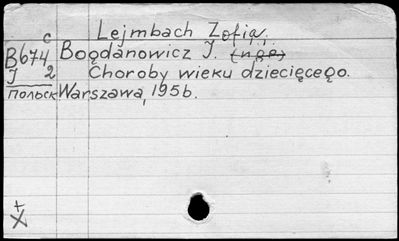 Lejmbach Zofia.
c
B674 Bogdanowicz J.
J 2 Choroby wieku dziecięcego.
польск Warszawa, 1956.
+
X